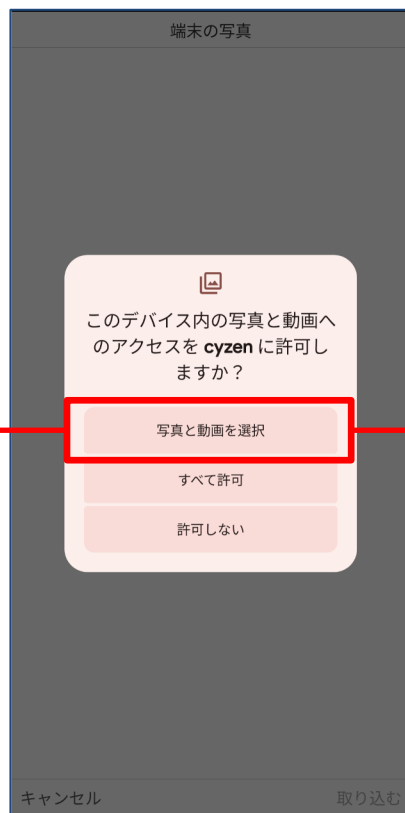 端末の写真
このデバイス内の写真と動画へ
のアクセスを cyzen に許可し
ますか？
写真と動画を選択
すべて許可
許可しない
キャンセル
取り込む